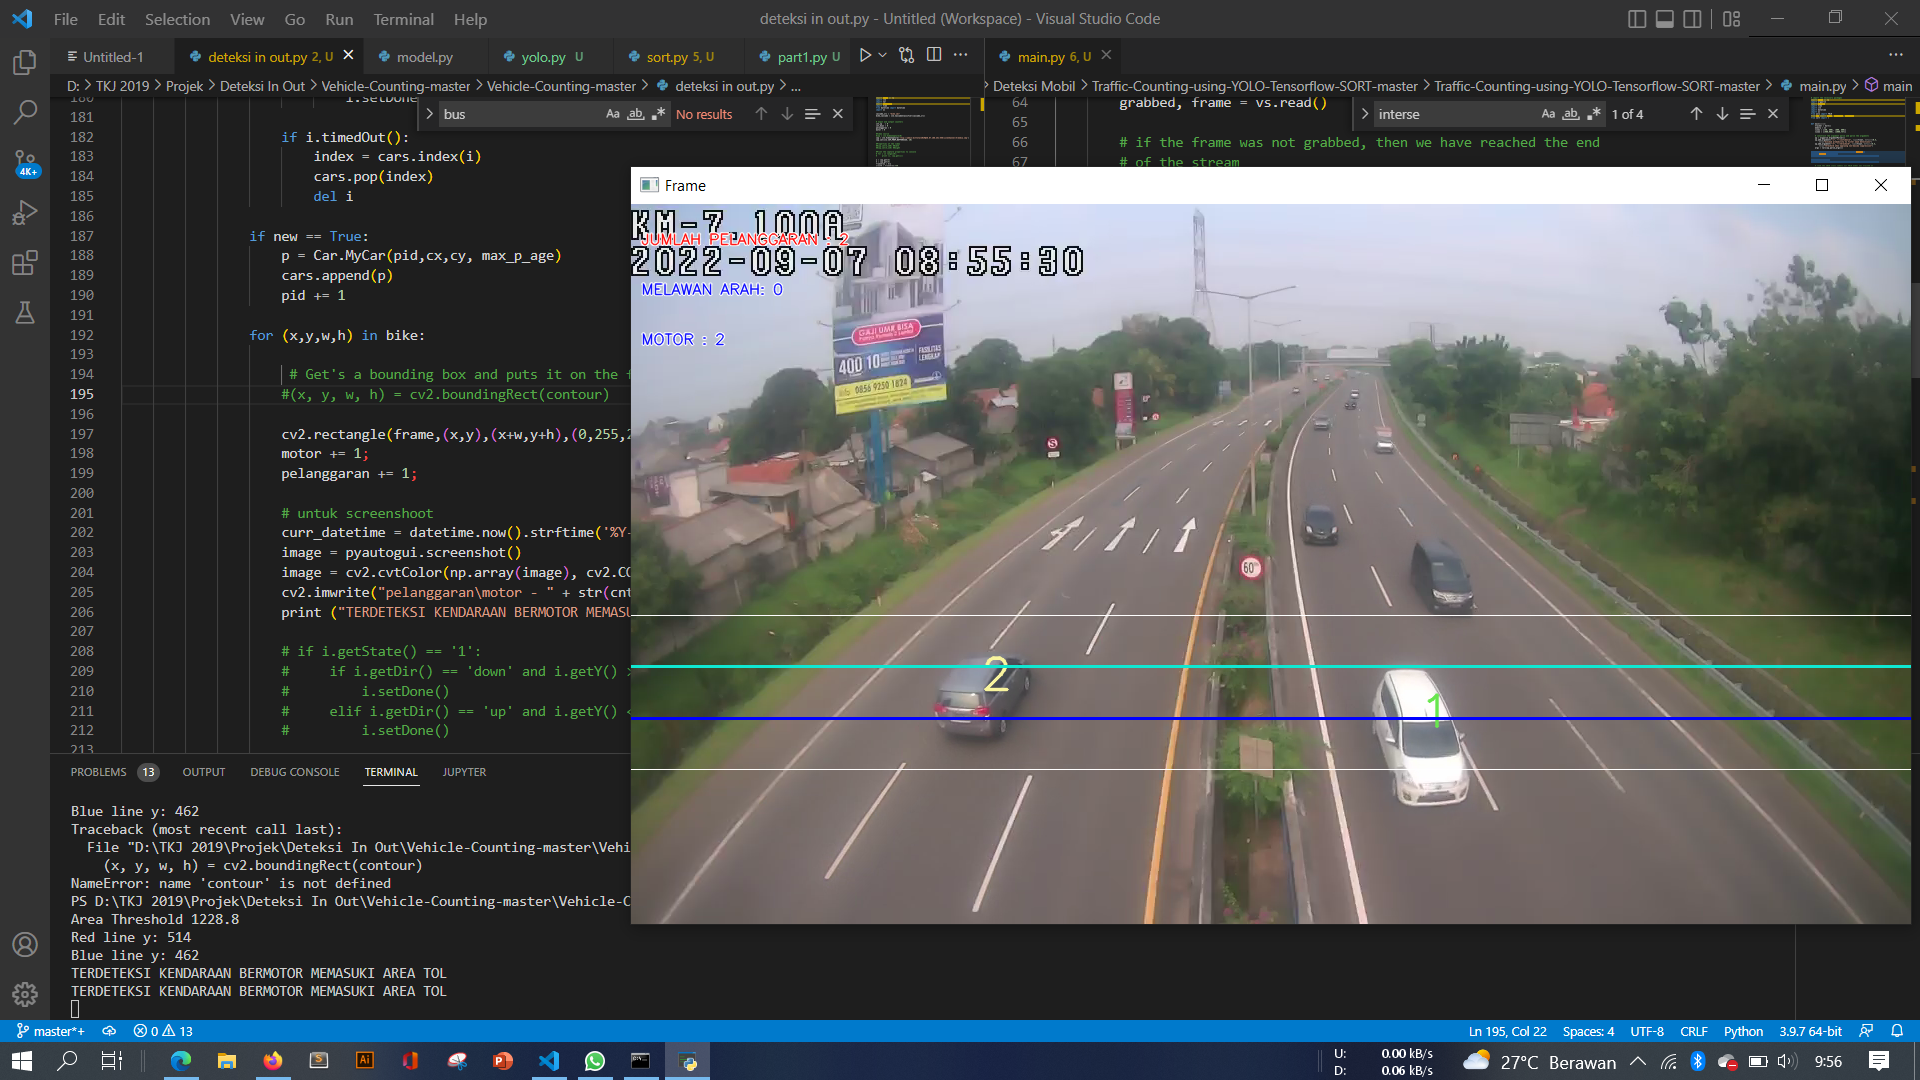 File Edit Selection View Go Run Terminal Help
deteksi in out.py - Untitled (Workspace) - Visual Studio Code
Untitled-1 deteksi in out.py 2, U model.py yolo.py U sort.py 5, U part1.py U main.py 6, U
D: > TKJ 2019 > Projek > Deteksi In Out > Vehicle-Counting-master > Vehicle-Counting-master > deteksi in out.py > ...
Deteksi Mobil > Traffic-Counting-using-YOLO-Tensorflow-SORT-master > Traffic-Counting-using-YOLO-Tensorflow-SORT-master > main.py > main
bus Aa ab No results
interse Aa ab 1 of 4
180 i.setDone
181
182 if i.timedOut():
183 index = cars.index(i)
184 cars.pop(index)
185 del i
186
187 if new == True:
188 p = Car.MyCar(pid,cx,cy, max_p_age)
189 cars.append(p)
190 pid += 1
191
192 for (x,y,w,h) in bike:
193
194 # Get's a bounding box and puts it on the f
195 #(x, y, w, h) = cv2.boundingRect(contour)
196
197 cv2.rectangle(frame,(x,y),(x+w,y+h),(0,255,2
198 motor += 1;
199 pelanggaran += 1;
200
201 # untuk screenshoot
202 curr_datetime = datetime.now().strftime('%Y-
203 image = pyautogui.screenshot()
204 image = cv2.cvtColor(np.array(image), cv2.CO
205 cv2.imwrite("pelanggaran\motor - " + str(cnt
206 print ("TERDETEKSI KENDARAAN BERMOTOR MEMASU
207
208 # if i.getState() == '1':
209 # if i.getDir() == 'down' and i.getY() >
210 # i.setDone()
211 # elif i.getDir() == 'up' and i.getY() <
212 # i.setDone()
213
64 grabbed, frame = vs.read()
65
66 # if the frame was not grabbed, then we have reached the end
67 # of the stream
Frame
KM-7.100A
JUMLAH PELANGGARAN : 2
2022-09-07 08:55:30
MELAWAN ARAH: 0
MOTOR : 2
GAJI UMR BISA
400 10
FASILITAS
LENGKAP
info 0856 9250 1824
S
60
2
1
PROBLEMS 13 OUTPUT DEBUG CONSOLE TERMINAL JUPYTER
Blue line y: 462
Traceback (most recent call last):
File "D:\TKJ 2019\Projek\Deteksi In Out\Vehicle-Counting-master\Vehi
(x, y, w, h) = cv2.boundingRect(contour)
NameError: name 'contour' is not defined
PS D:\TKJ 2019\Projek\Deteksi In Out\Vehicle-Counting-master\Vehicle-C
Area Threshold 1228.8
Red line y: 514
Blue line y: 462
TERDETEKSI KENDARAAN BERMOTOR MEMASUKI AREA TOL
TERDETEKSI KENDARAAN BERMOTOR MEMASUKI AREA TOL
4K+
master*+ 0 13
Ln 195, Col 22 Spaces: 4 UTF-8 CRLF Python 3.9.7 64-bit
Ai
U: 0.00 kB/s
D: 0.06 kB/s
27°C Berawan
9:56